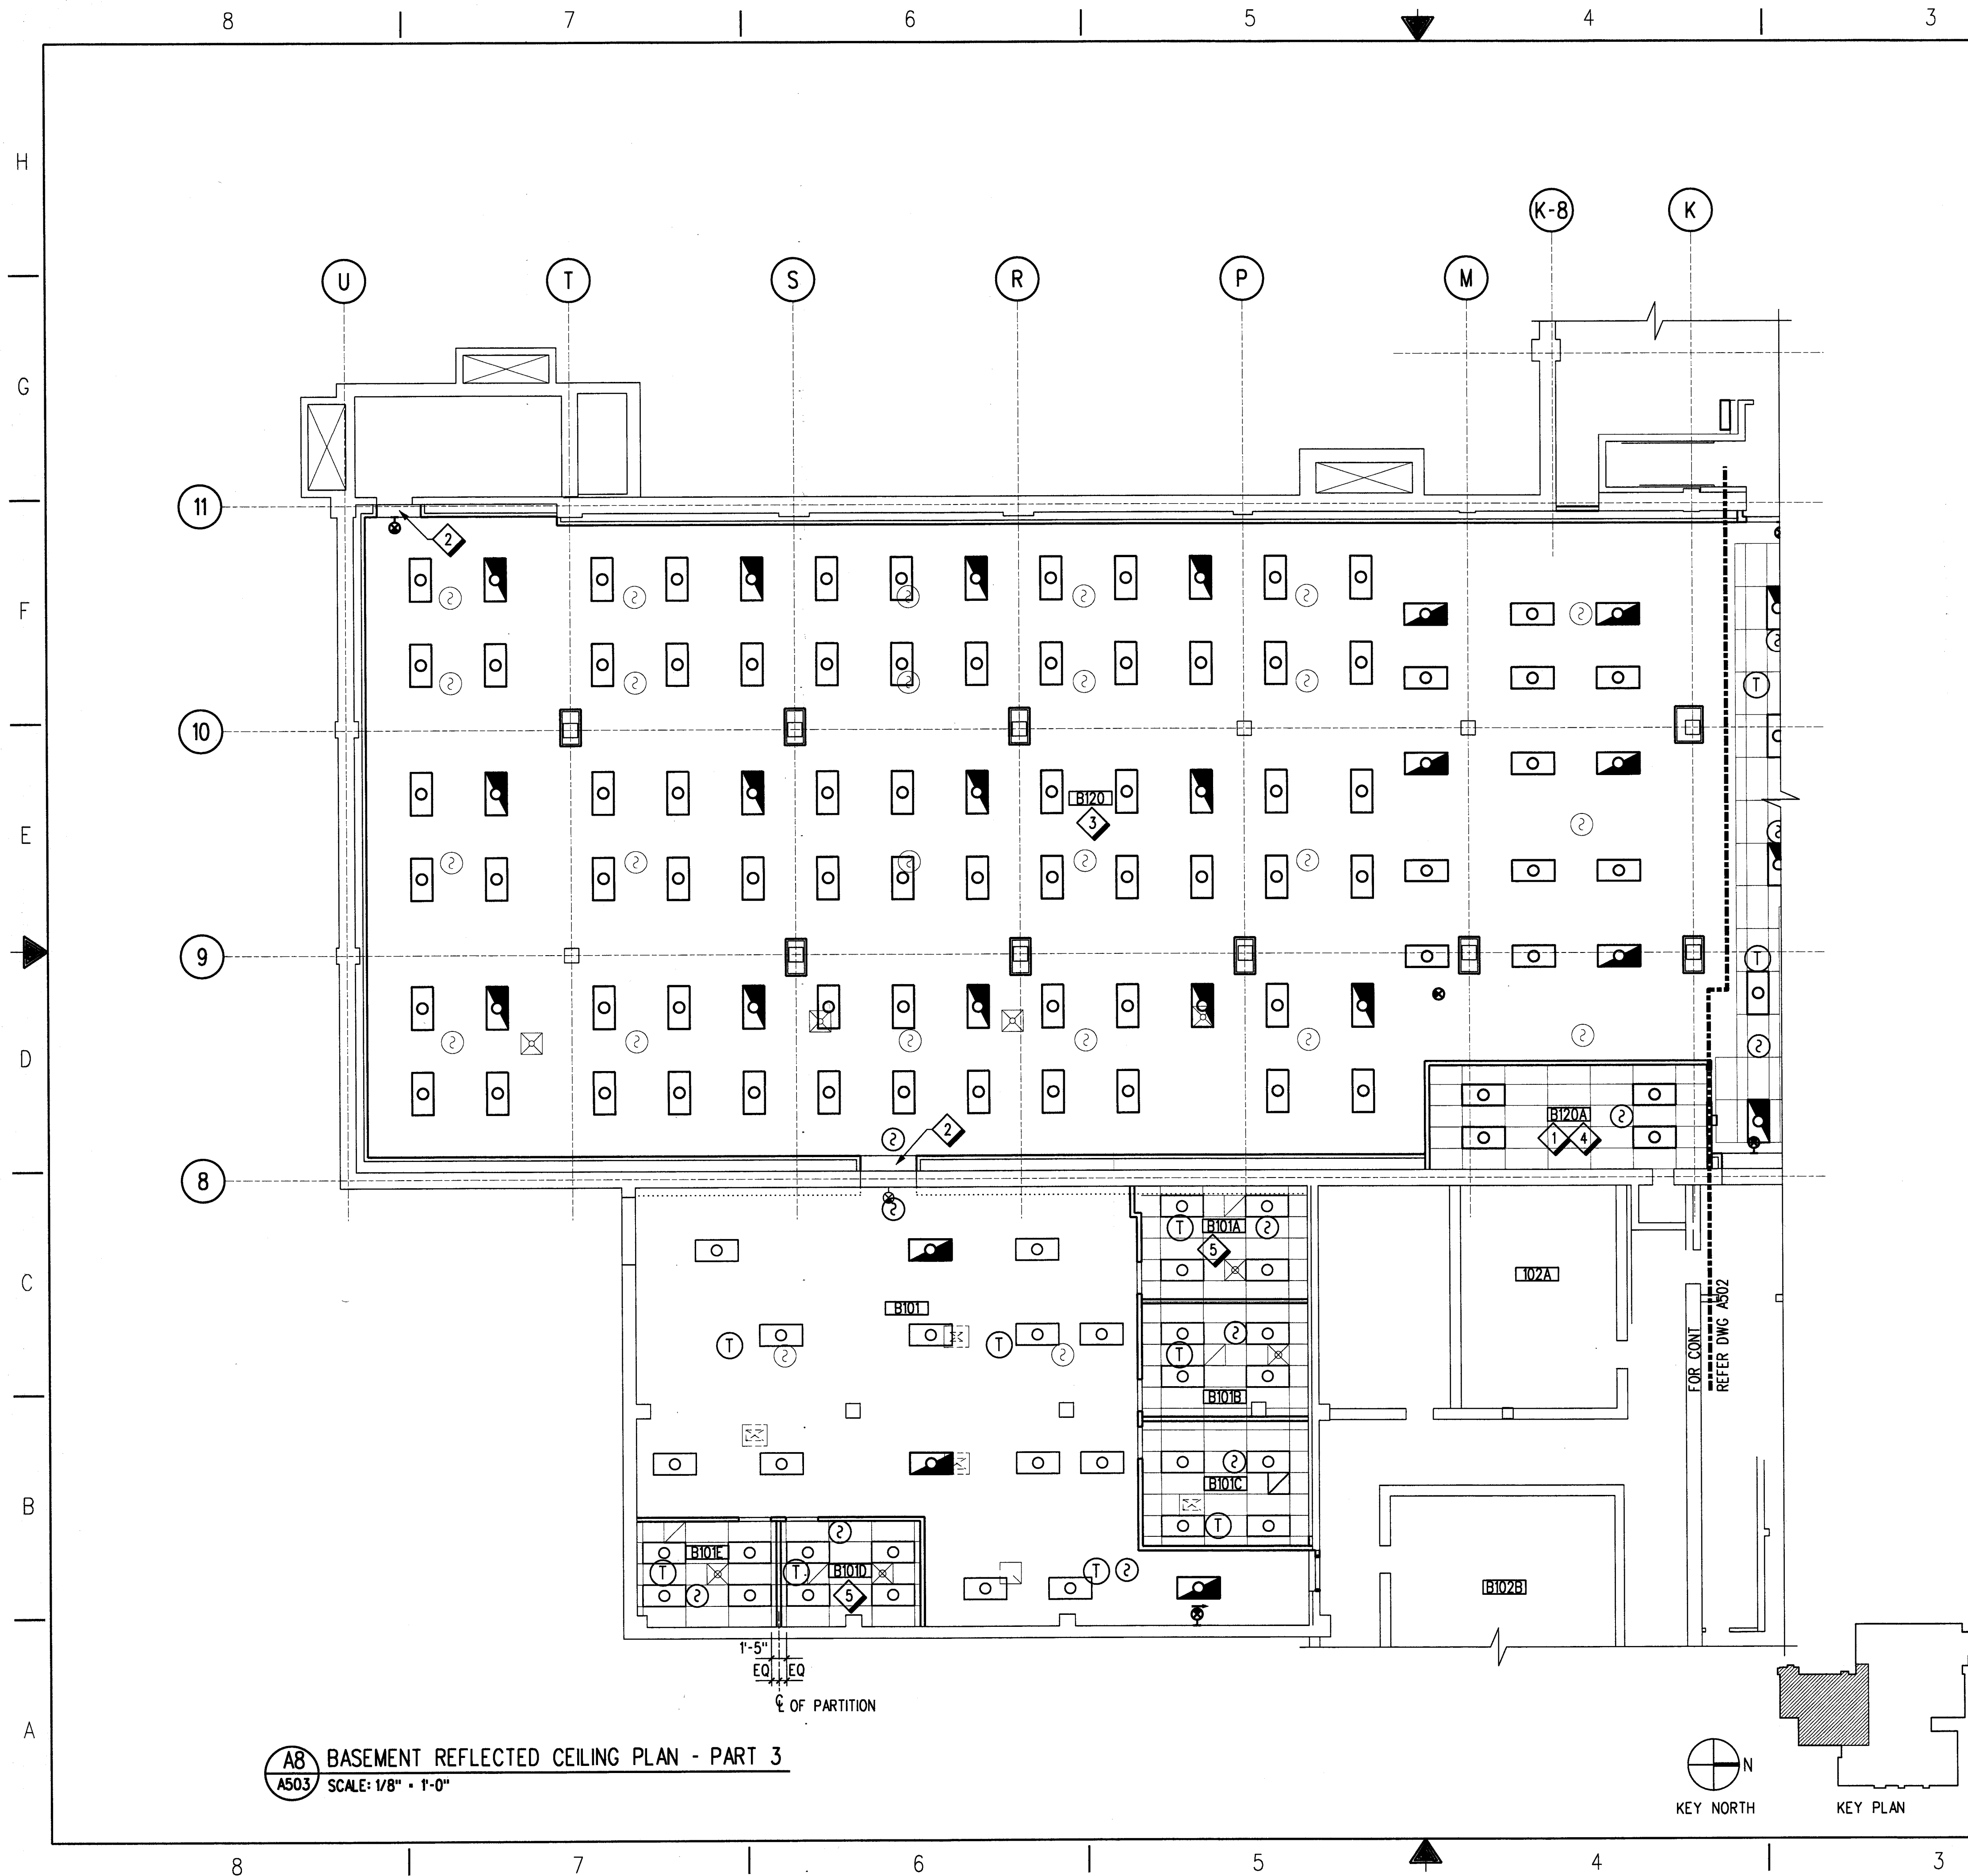 8 7 6 5 4 3
H
K-8 K
U T S R P M
G
11
2
F
T
10
B120
3
E
9
T
D
B120A
2
1 4
8
T B101A
5
C
102A
B101
FOR CONT
REFER DWG A502
T T T
B101B
B101C
B
T
B101E
T T B101D T
5
B102B
1'-5"
EQ EQ
℄ OF PARTITION
A
A8 BASEMENT REFLECTED CEILING PLAN - PART 3
A503 SCALE: 1/8" = 1'-0"
N
KEY NORTH KEY PLAN
8 7 6 5 4 3